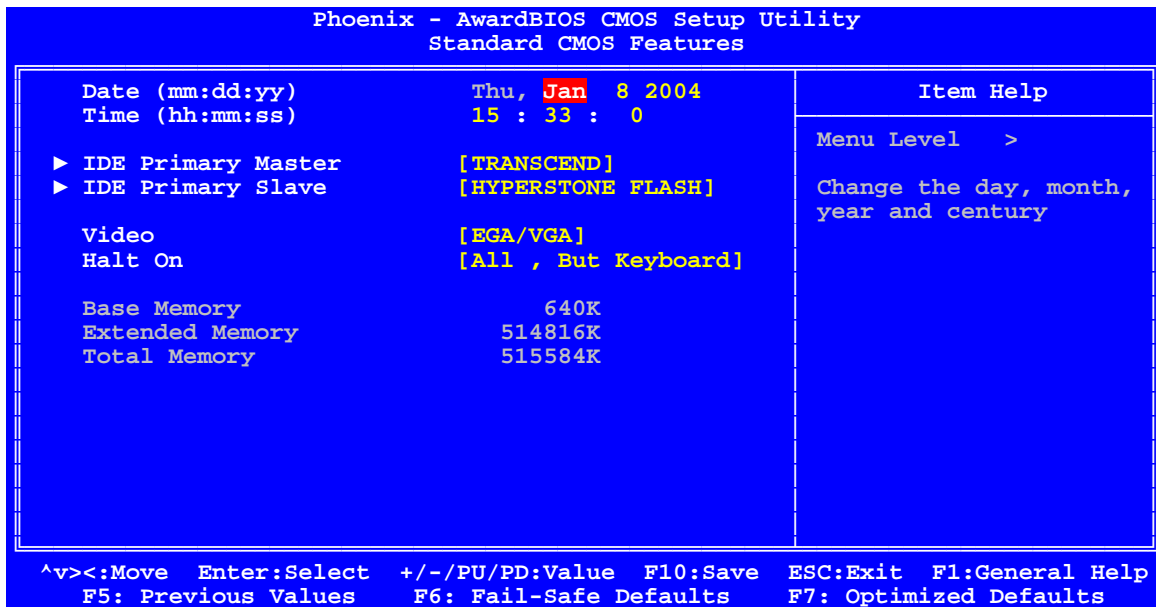 Phoenix - AwardBIOS CMOS Setup Utility
Standard CMOS Features
Date (mm:dd:yy) Thu, Jan 8 2004
Time (hh:mm:ss) 15 : 33 : 0
► IDE Primary Master [TRANSCEND]
► IDE Primary Slave [HYPERSTONE FLASH]
Video [EGA/VGA]
Halt On [All , But Keyboard]
Base Memory 640K
Extended Memory 514816K
Total Memory 515584K
Item Help
Menu Level >
Change the day, month,
year and century
^v><:Move Enter:Select +/-/PU/PD:Value F10:Save ESC:Exit F1:General Help
F5: Previous Values F6: Fail-Safe Defaults F7: Optimized Defaults